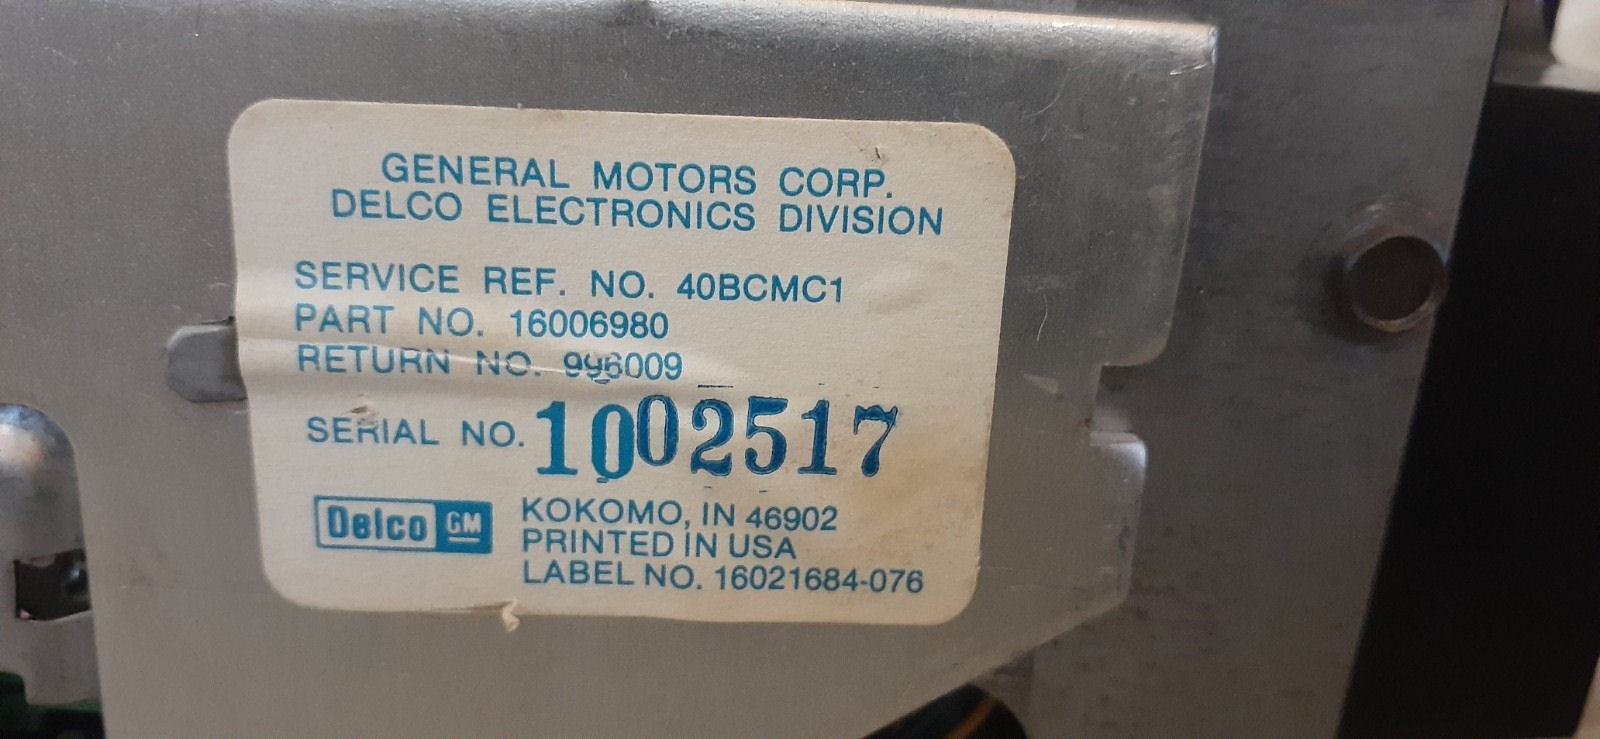 GENERAL MOTORS CORP.
DELCO ELECTRONICS DIVISION
SERVICE REF. NO. 40BCMC1
PART NO. 16006980
RETURN NO. 996009
SERIAL NO. 1002517
Delco GM
KOKOMO, IN 46902
PRINTED IN USA
LABEL NO. 16021684-076